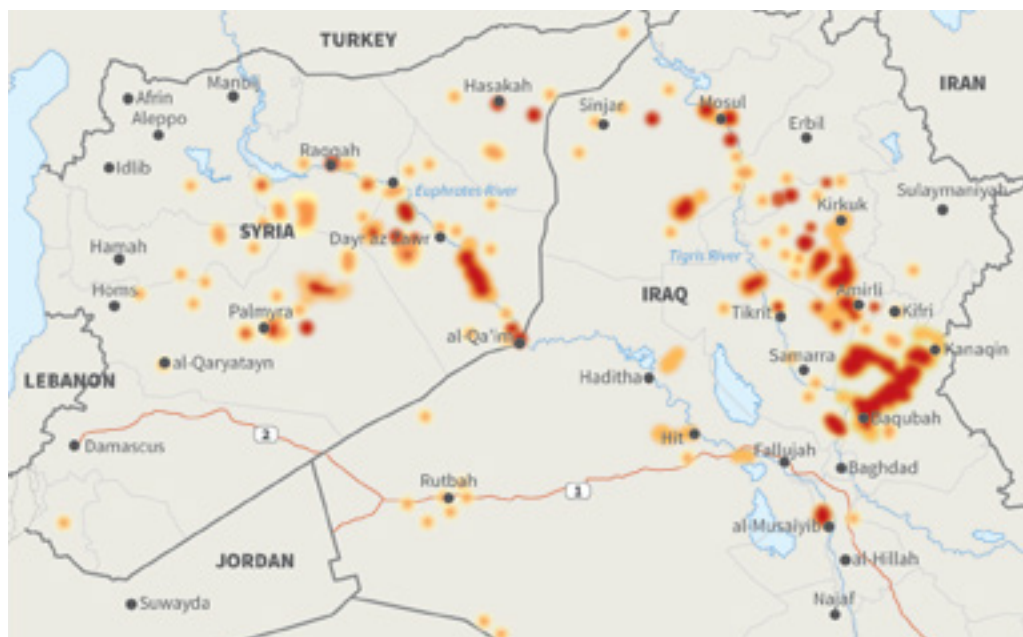 TURKEY
IRAN
Manbij
Afrin
Aleppo
Hasakah
Sinjar
Mosul
Erbil
Idlib
Raqqah
Euphrates River
Sulaymaniyah
SYRIA
Kirkuk
Hamah
Dayr az Zawr
Tigris River
Homs
IRAQ
Palmyra
Amirli
Tikrit
Kifri
al-Qa'im
Samarra
Kanaqin
al-Qaryatayn
Haditha
LEBANON
Baqubah
2
Damascus
Hit
Fallujah
Baghdad
Rutbah
1
al-Musaiyib
JORDAN
al-Hillah
Suwayda
Najaf